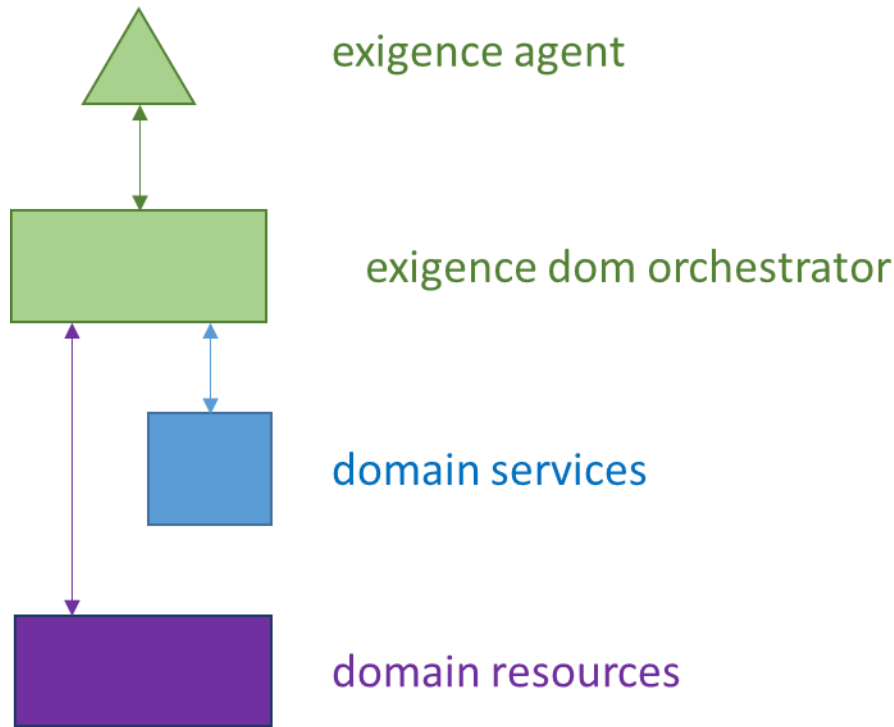 exigence agent
exigence dom orchestrator
domain services
domain resources